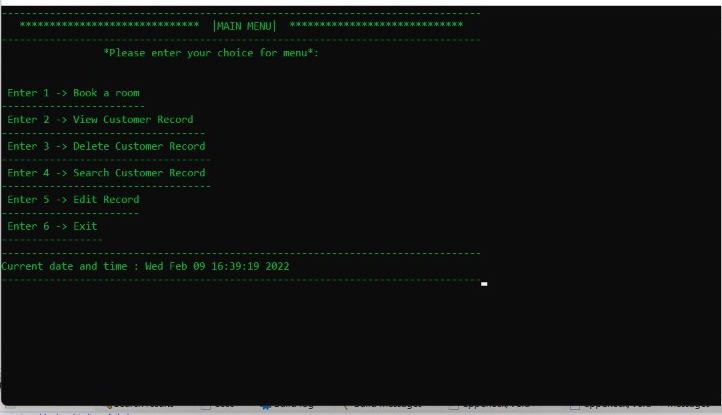 --------------------------------------------------------------------------------
****************************** |MAIN MENU| *****************************
--------------------------------------------------------------------------------
*Please enter your choice for menu*:
Enter 1 -> Book a room
------------------------
Enter 2 -> View Customer Record
----------------------------------
Enter 3 -> Delete Customer Record
-----------------------------------
Enter 4 -> Search Customer Record
-----------------------------------
Enter 5 -> Edit Record
-----------------------
Enter 6 -> Exit
-----------------
--------------------------------------------------------------------------------
Current date and time : Wed Feb 09 16:39:19 2022
--------------------------------------------------------------------------------